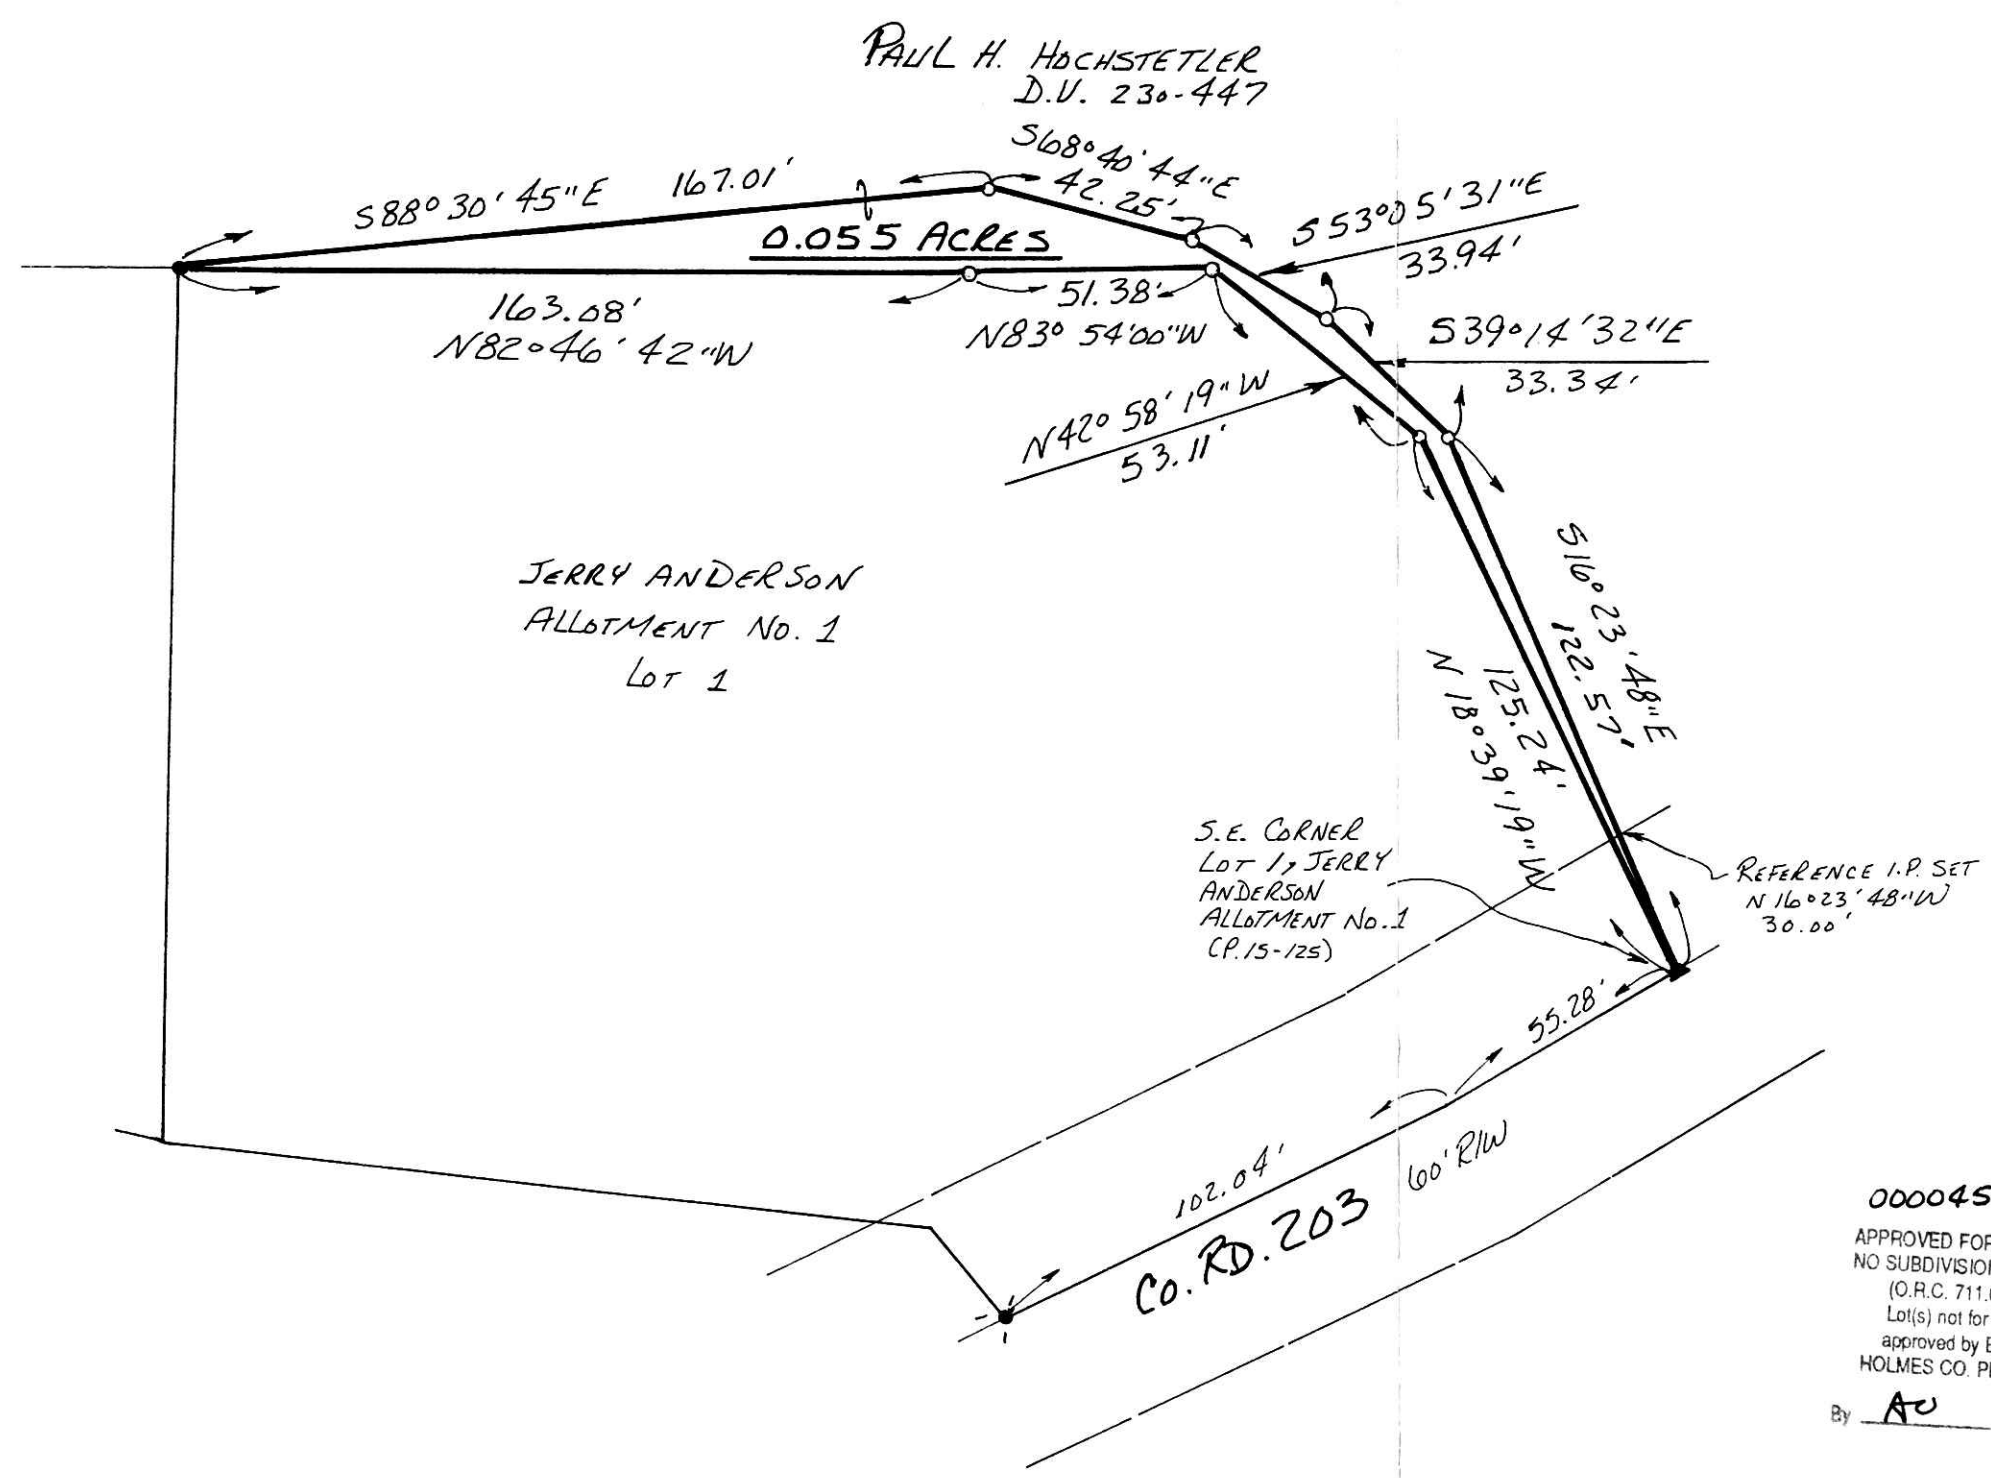 PAUL H. HOCHSTETLER
D.V. 230-447
S88°30'45"E 167.01'
S68°40'44"E
42.25'
S53°05'31"E
33.94'
0.055 ACRES
163.08'
N82°46'42"W
51.38'
N83°54'00"W
S39°14'32"E
33.34'
N42°58'19"W
53.11'
JERRY ANDERSON
ALLOTMENT NO. 1
LOT 1
S16°23'48"E
122.57'
125.24'
N 18°39'19"W
S.E. CORNER
LOT 1, JERRY
ANDERSON
ALLOTMENT NO. 1
(P. 15-125)
REFERENCE I.P. SET
N 16°23'48"W
30.00'
55.28'
102.04'
60' R/W
CO. RD. 203
000045
APPROVED FOR
NO SUBDIVISION
(O.R.C. 711.
Lot(s) not for
approved by
HOLMES CO.
By